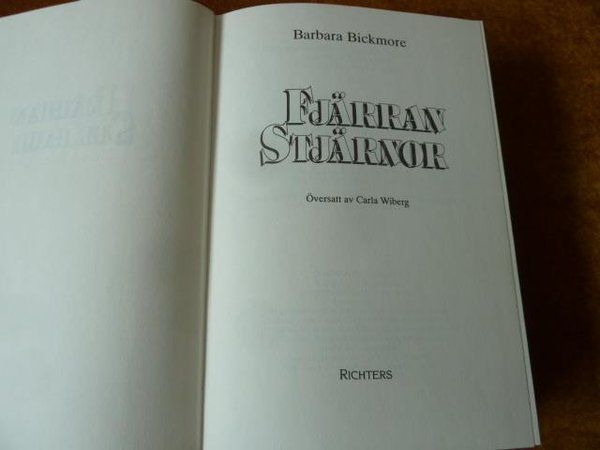 Barbara Bickmore
FJÄRRAN
STJÄRNOR
Översatt av Carla Wiberg
RICHTERS